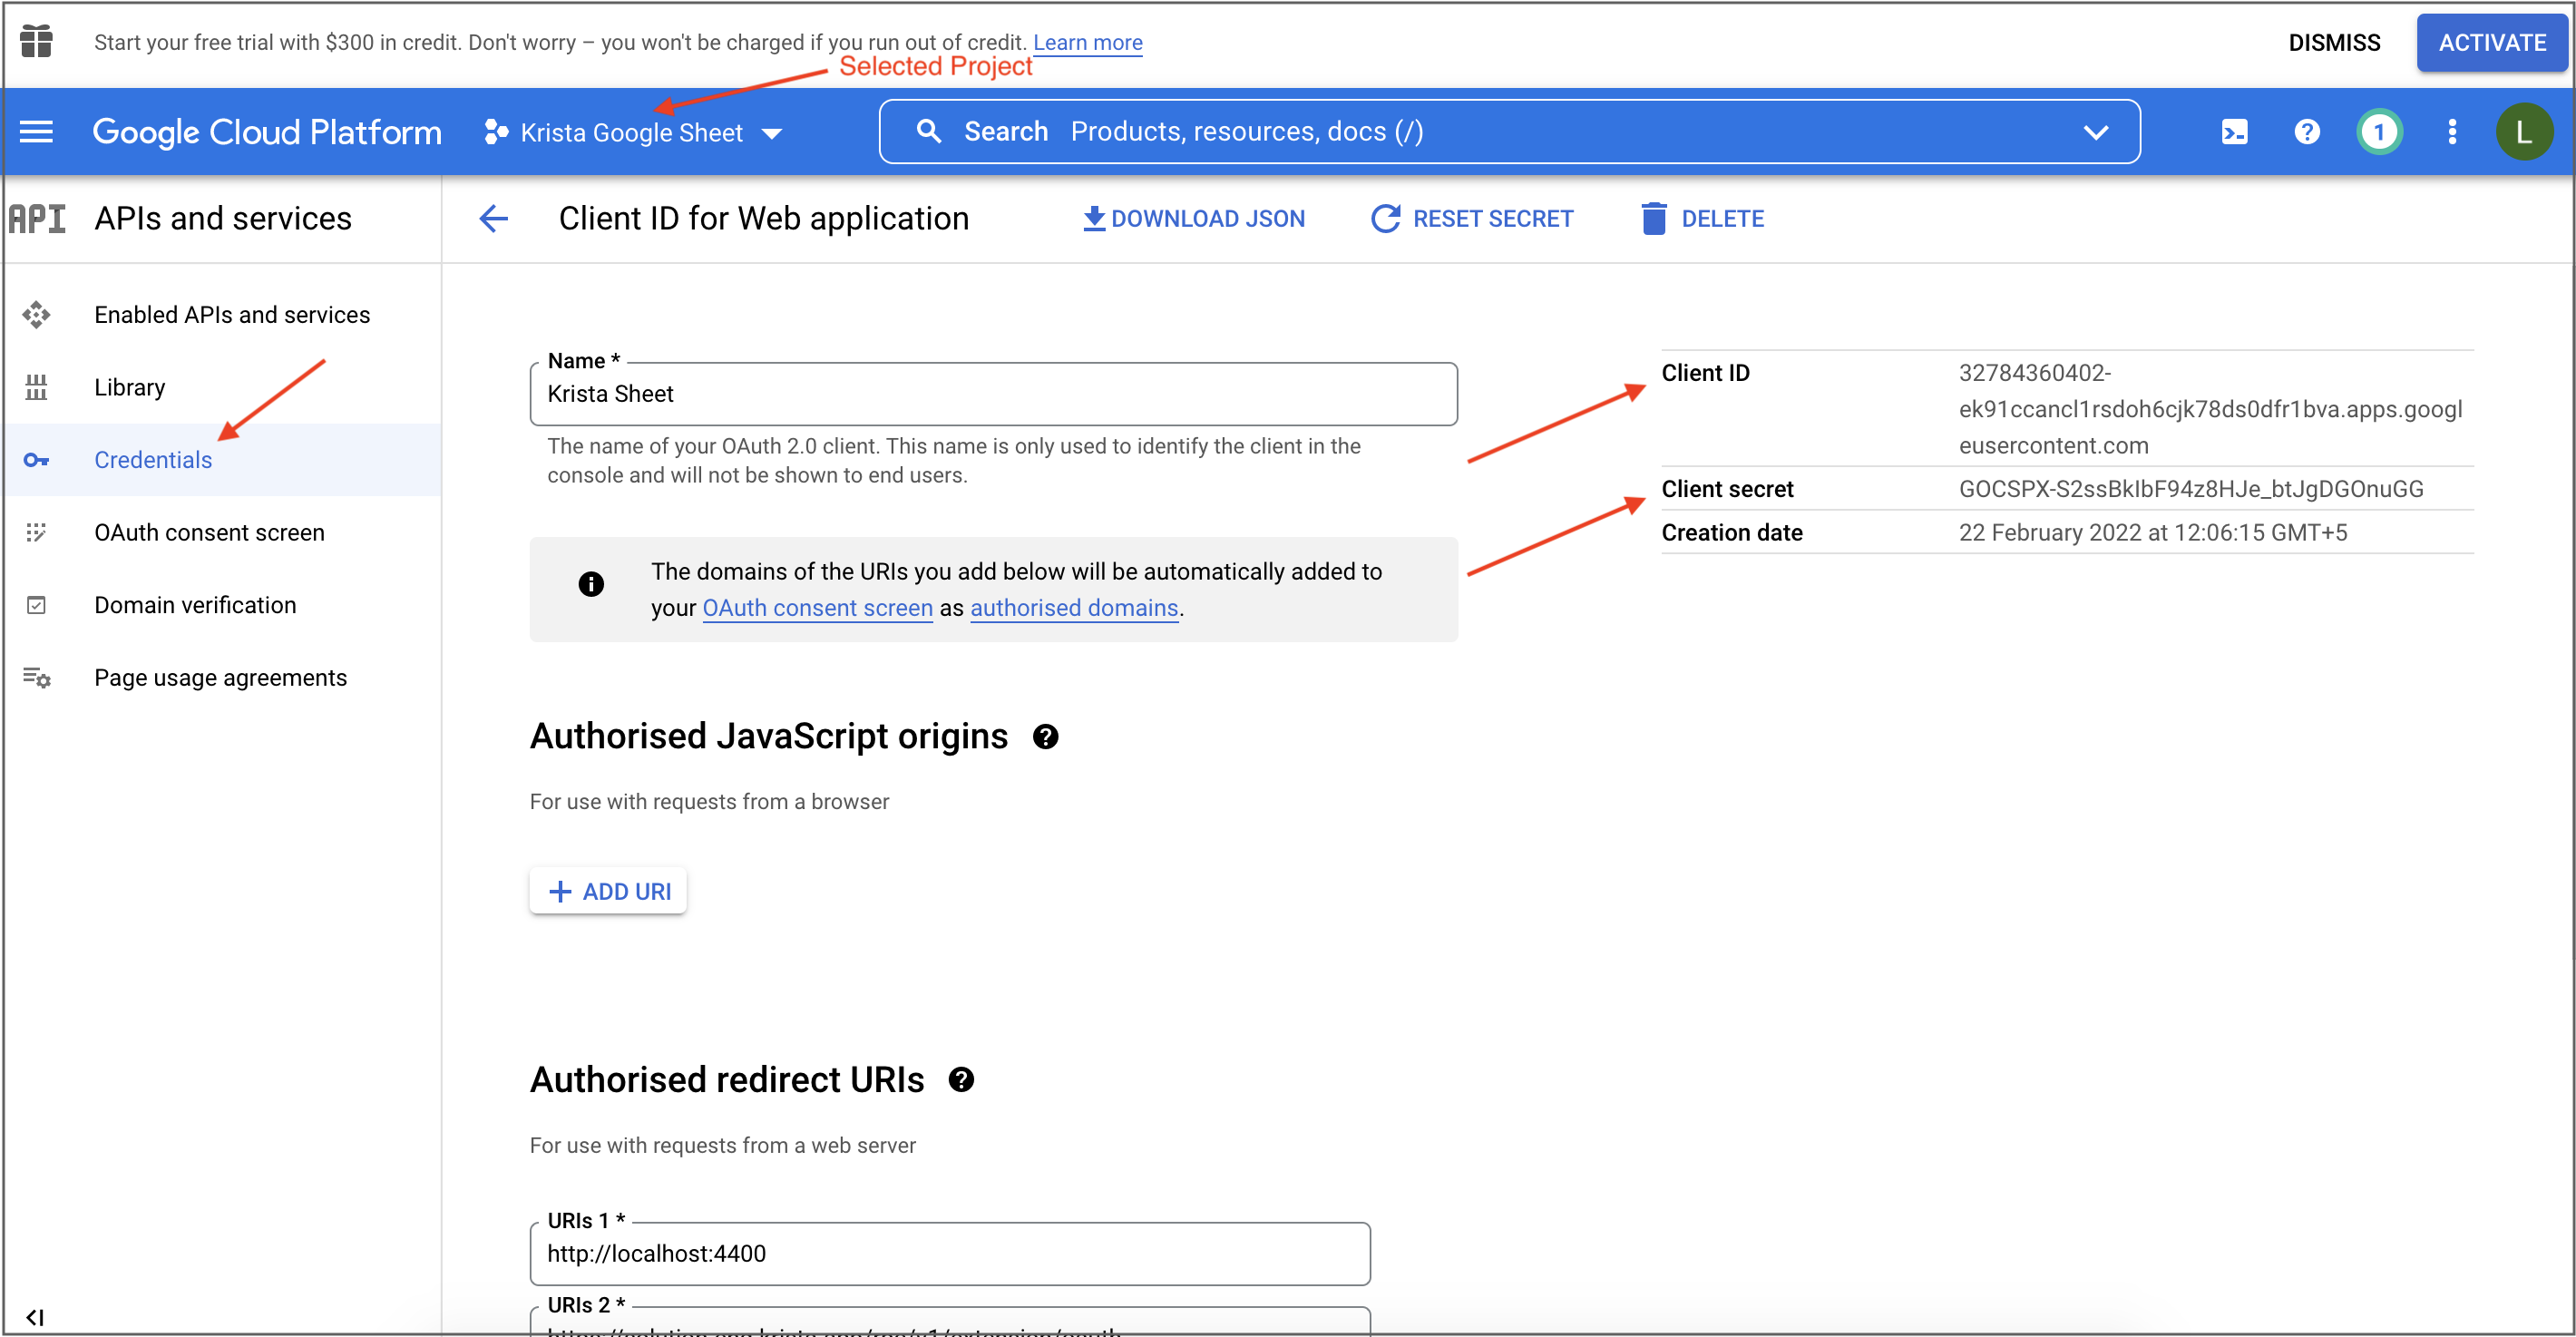 Start your free trial with $300 in credit. Don't worry – you won't be charged if you run out of credit. Learn more
DISMISS
ACTIVATE
Selected Project
Google Cloud Platform
Krista Google Sheet
Search Products, resources, docs (/)
1
L
API
APIs and services
Client ID for Web application
DOWNLOAD JSON
RESET SECRET
DELETE
Enabled APIs and services
Library
Credentials
OAuth consent screen
Domain verification
Page usage agreements
Name *
Krista Sheet
The name of your OAuth 2.0 client. This name is only used to identify the client in the
console and will not be shown to end users.
The domains of the URIs you add below will be automatically added to
your OAuth consent screen as authorised domains.
Client ID
32784360402-
ek91ccancl1rsdoh6cjk78ds0dfr1bva.apps.googl
eusercontent.com
Client secret
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
Creation date
22 February 2022 at 12:06:15 GMT+5
Authorised JavaScript origins
For use with requests from a browser
ADD URI
Authorised redirect URIs
For use with requests from a web server
URIs 1 *
http://localhost:4400
URIs 2 *